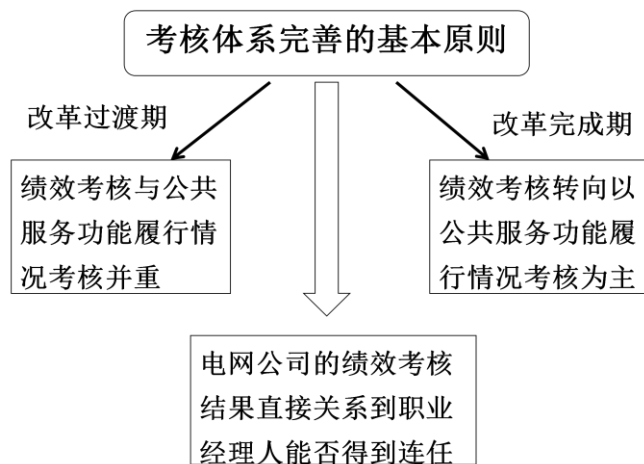 考核体系完善的基本原则
改革过渡期
改革完成期
绩效考核与公共
服务功能履行情
况考核并重
绩效考核转向以
公共服务功能履
行情况考核为主
电网公司的绩效考核
结果直接关系到职业
经理人能否得到连任